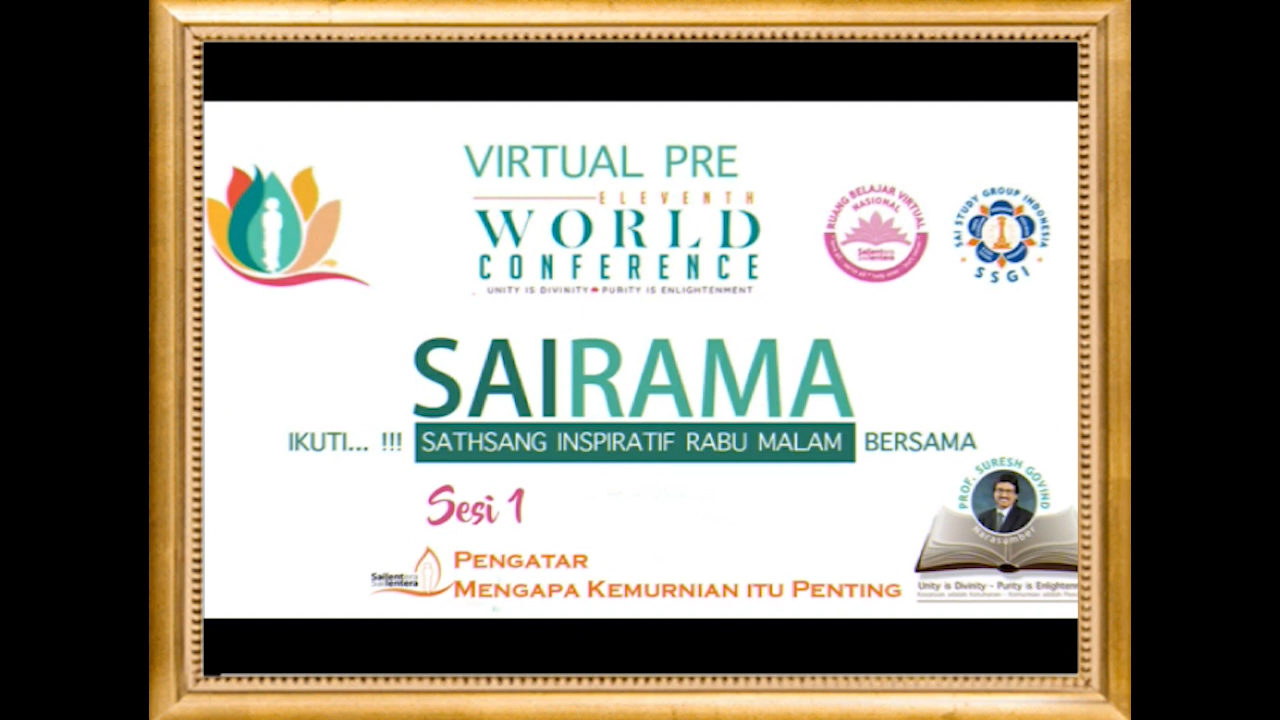 VIRTUAL PRE
ELEVENTH
WORLD
CONFERENCE
UNITY IS DIVINITY PURITY IS ENLIGHTENMENT
RUANG BELAJAR VIRTUAL
NASIONAL
Sailentera
SAI STUDY GROUP INDONESIA
SSGI
SAIRAMA
IKUTI... !!! SATHSANG INSPIRATIF RABU MALAM BERSAMA
Sesi 1
PROF. SURESH GOVIND
Narasumber
Sailentera
PENGATAR
MENGAPA KEMURNIAN ITU PENTING
Unity is Divinity - Purity is Enlighten